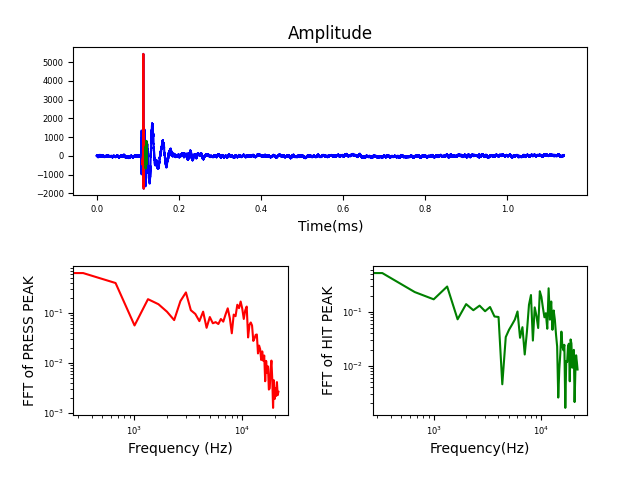 Amplitude
5000
4000
3000
2000
1000
0
−1000
−2000
0.0 0.2 0.4 0.6 0.8 1.0
Time(ms)
FFT of PRESS PEAK
10⁻¹
10⁻²
10⁻³
10³ 10⁴
Frequency (Hz)
FFT of HIT PEAK
10⁻¹
10⁻²
10³ 10⁴
Frequency(Hz)